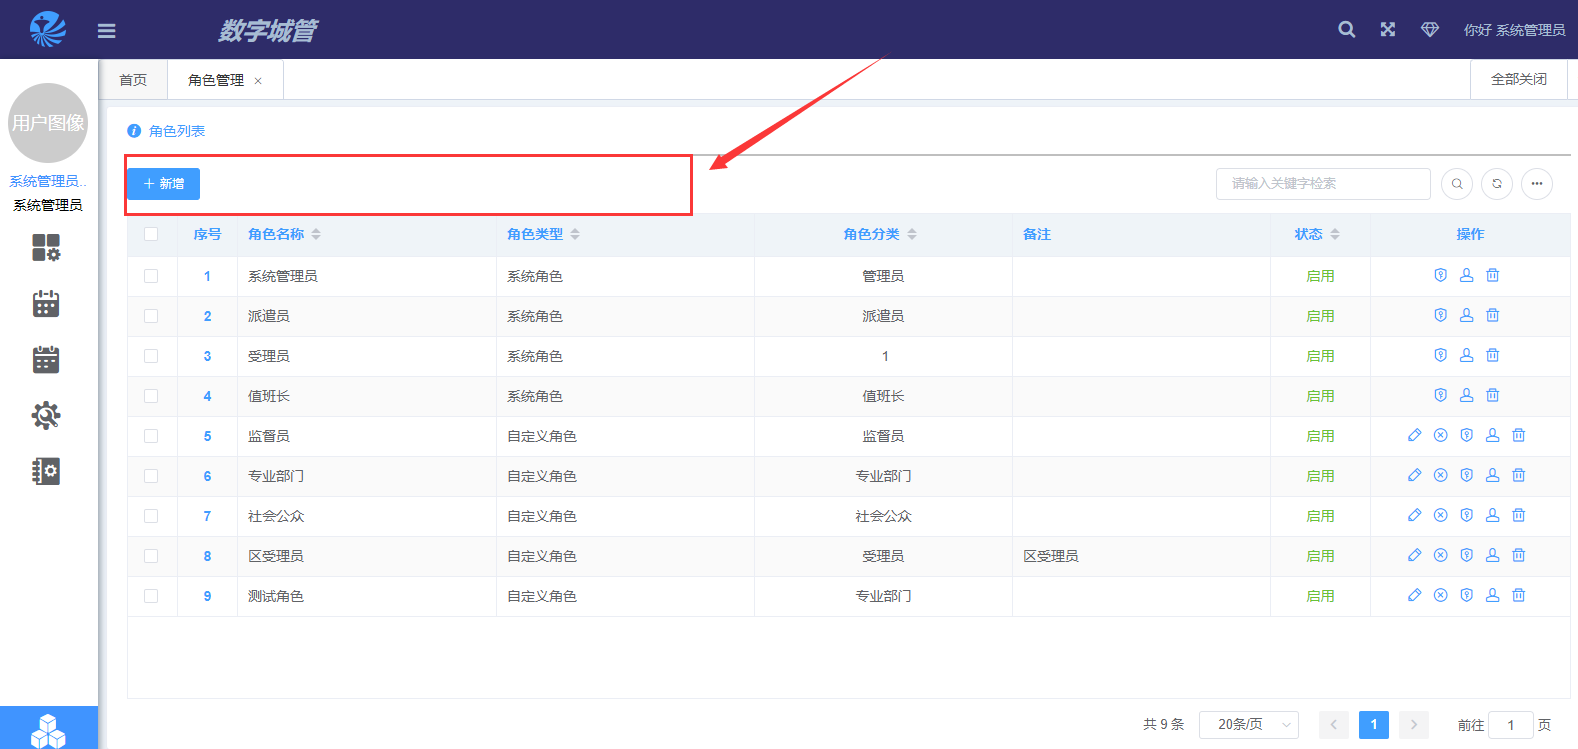 数字城管
你好 系统管理员
首页 角色管理 × 全部关闭
用户图像
系统管理员..
系统管理员
角色列表
+ 新增 请输入关键字检索
序号 角色名称 角色类型 角色分类 备注 状态 操作
1 系统管理员 系统角色 管理员 启用
2 派遣员 系统角色 派遣员 启用
3 受理员 系统角色 1 启用
4 值班长 系统角色 值班长 启用
5 监督员 自定义角色 监督员 启用
6 专业部门 自定义角色 专业部门 启用
7 社会公众 自定义角色 社会公众 启用
8 区受理员 自定义角色 受理员 区受理员 启用
9 测试角色 自定义角色 专业部门 启用
共 9 条 20条/页 < 1 > 前往 1 页